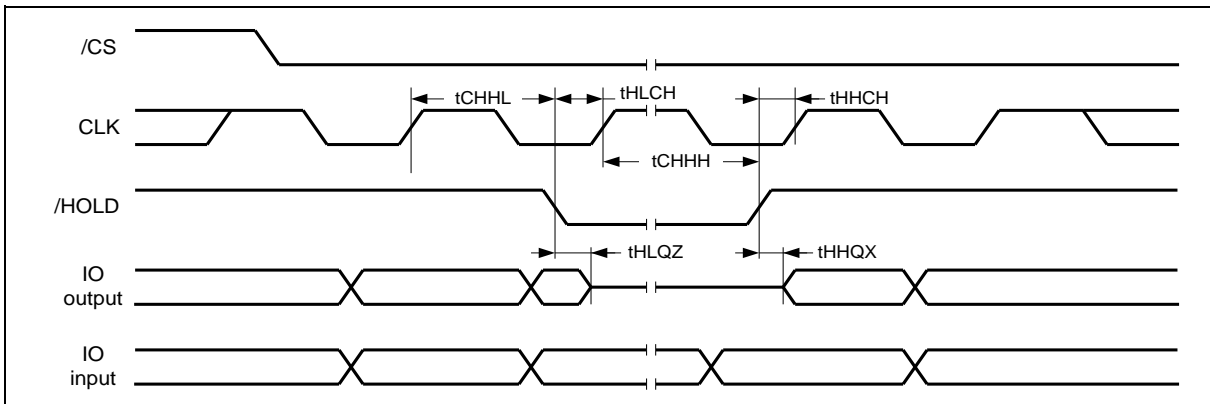 /CS
tCHHL
tHLCH
tHHCH
CLK
tCHHH
/HOLD
tHLQZ
tHHQX
IO
output
IO
input